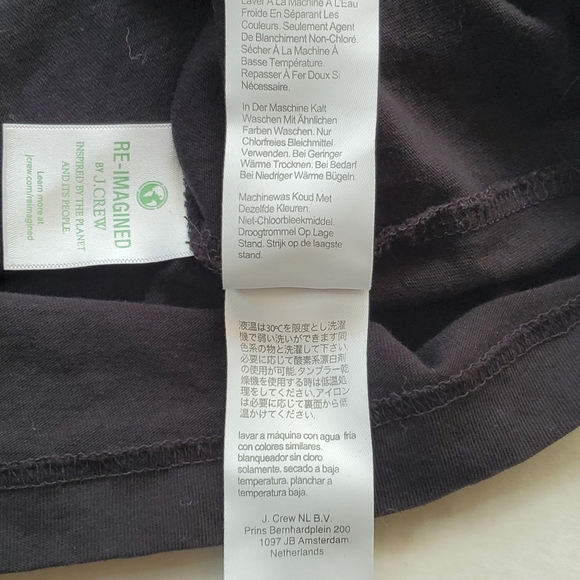 Laver À La Machine À L'Eau
Froide En Séparant Les
Couleurs. Seulement Agent
De Blanchiment Non-Chloré.
Sécher À La Machine À
Basse Température.
Repasser À Fer Doux Si
Nécessaire.
In Der Maschine Kalt
Waschen Mit Ähnlichen
Farben Waschen. Nur
Chlorfreies Bleichmittel
Verwenden. Bei Geringer
Wärme Trocknen. Bei Bedarf
Bei Niedriger Wärme Bügeln.
Machinewas Koud Met
Dezelfde Kleuren
Niet-Chloorbleekmiddel.
Droogtrommel Op Lage
Stand. Strijk op de laagste
stand.
液温は30℃を限度とし洗濯
機で弱い洗いができます同
色系の物と洗濯して下さい.
必要に応じて酸素系漂白剤
の使用が可能.タンブラー乾
燥機を使用する時は低温処
理をしてください.アイロン
は必要に応じて裏面から低
温かけてください.
lavar a máquina con agua fría
con colores similares.
blanqueador sin cloro
solamente. secado a baja
temperatura. planchar a
temperatura baja.
J. Crew NL B.V.
Prins Bernhardplein 200
1097 JB Amsterdam.
Netherlands
RE-IMAGINED
BY J.CREW
INSPIRED BY THE PLANET
AND ITS PEOPLE
Learn more at
jcrew.com/reimagined